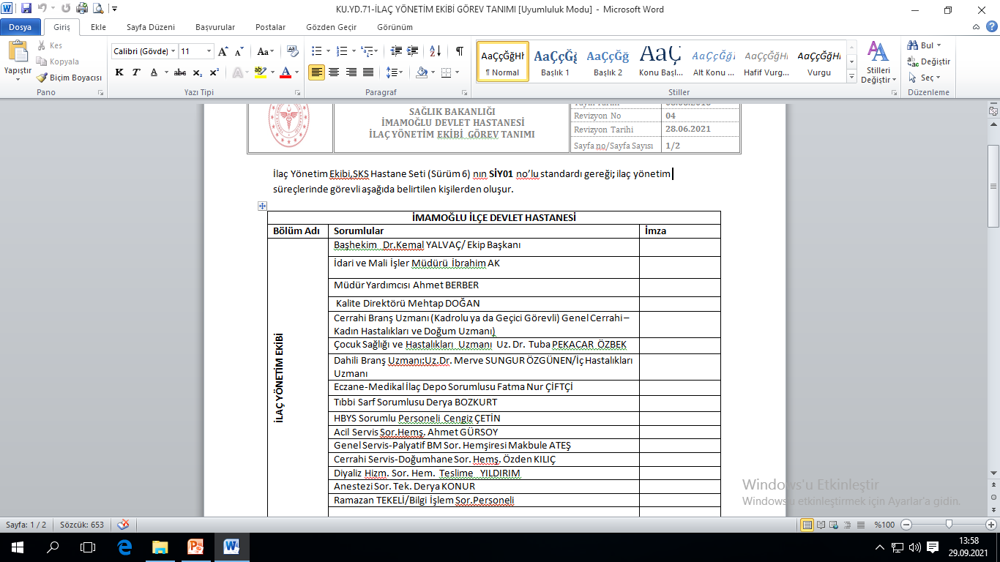 KU.YD.71-İLAÇ YÖNETİM EKİBİ GÖREV TANIMI [Uyumluluk Modu] - Microsoft Word
Dosya Giriş Ekle Sayfa Düzeni Başvurular Postalar Gözden Geçir Görünüm
Yapıştır
Kes
Kopyala
Biçim Boyacısı
Pano
Calibri (Gövde) 11
Yazı Tipi
Paragraf
¶ Normal
Başlık 1
Başlık 2
Konu Başl...
Alt Konu ...
Hafif Vurg...
Vurgu
Stilleri Değiştir
Stiller
Bul
Değiştir
Seç
Düzenleme
SAĞLIK BAKANLIĞI
İMAMOĞLU DEVLET HASTANESİ
İLAÇ YÖNETİM EKİBİ GÖREV TANIMI
Revizyon No 04
Revizyon Tarihi 28.06.2021
Sayfa no/Sayfa Sayısı 1/2
İlaç Yönetim Ekibi,SKS Hastane Seti (Sürüm 6) nın SİY01 no’lu standardı gereği; ilaç yönetim
süreçlerinde görevli aşağıda belirtilen kişilerden oluşur.
İMAMOĞLU İLÇE DEVLET HASTANESİ
Bölüm Adı Sorumlular İmza
İLAÇ YÖNETİM EKİBİ
Başhekim Dr.Kemal YALVAÇ/ Ekip Başkanı
İdari ve Mali İşler Müdürü İbrahim AK
Müdür Yardımcısı Ahmet BERBER
Kalite Direktörü Mehtap DOĞAN
Cerrahi Branş Uzmanı (Kadrolu ya da Geçici Görevli) Genel Cerrahi –
Kadın Hastalıkları ve Doğum Uzmanı)
Çocuk Sağlığı ve Hastalıkları Uzmanı Uz. Dr. Tuba PEKACAR ÖZBEK
Dahili Branş Uzmanı:Uz.Dr. Merve SUNGUR ÖZGÜNEN/İç Hastalıkları
Uzmanı
Eczane-Medikal İlaç Depo Sorumlusu Fatma Nur ÇİFTÇİ
Tıbbi Sarf Sorumlusu Derya BOZKURT
HBYS Sorumlu Personeli Cengiz ÇETİN
Acil Servis Sor.Hemş. Ahmet GÜRSOY
Genel Servis-Palyatif BM Sor. Hemşiresi Makbule ATEŞ
Cerrahi Servis-Doğumhane Sor. Hemş. Özden KILIÇ
Diyaliz Hizm. Sor. Hem. Teslime YILDIRIM
Anestezi Sor. Tek. Derya KONUR
Ramazan TEKELİ/Bilgi İşlem Sor.Personeli
Windows'u Etkinleştir
Windows'u etkinleştirmek için Ayarlar'a gidin.
Sayfa: 1 / 2 Sözcük: 653
%100
13:58
29.09.2021